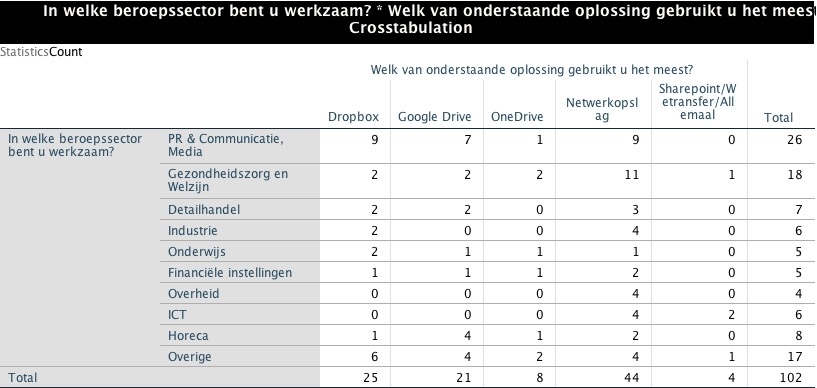 In welke beroepssector bent u werkzaam? * Welk van onderstaande oplossing gebruikt u het meest
Crosstabulation
StatisticsCount
Welk van onderstaande oplossing gebruikt u het meest?
Dropbox Google Drive OneDrive Netwerkopsl
ag Sharepoint/W
etransfer/All
emaal Total
In welke beroepssector
bent u werkzaam? PR & Communicatie,
Media 9 7 1 9 0 26
Gezondheidszorg en
Welzijn 2 2 2 11 1 18
Detailhandel 2 2 0 3 0 7
Industrie 2 0 0 4 0 6
Onderwijs 2 1 1 1 0 5
Financiële instellingen 1 1 1 2 0 5
Overheid 0 0 0 4 0 4
ICT 0 0 0 4 2 6
Horeca 1 4 1 2 0 8
Overige 6 4 2 4 1 17
Total 25 21 8 44 4 102